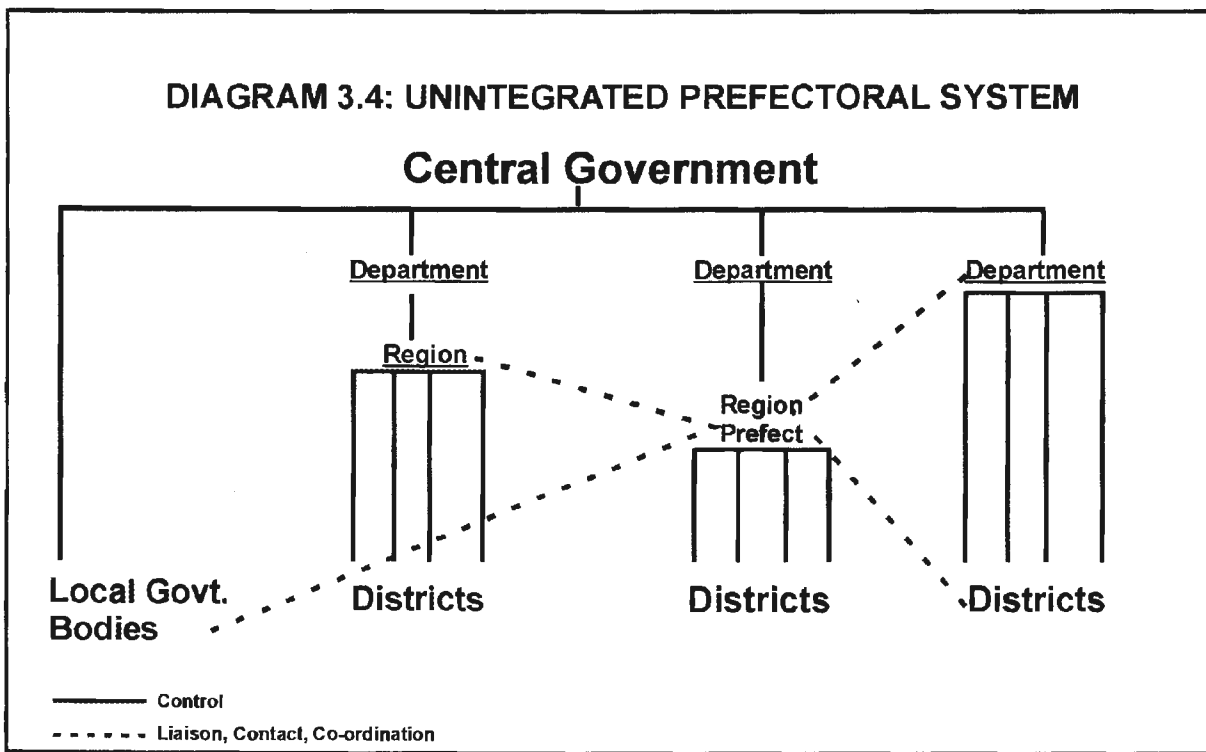 DIAGRAM 3.4: UNINTEGRATED PREFECTORAL SYSTEM
Central Government
Department
Department
Department
Region
Region
Prefect
Local Govt.
Bodies
Districts
Districts
Districts
Control
Liaison, Contact, Co-ordination